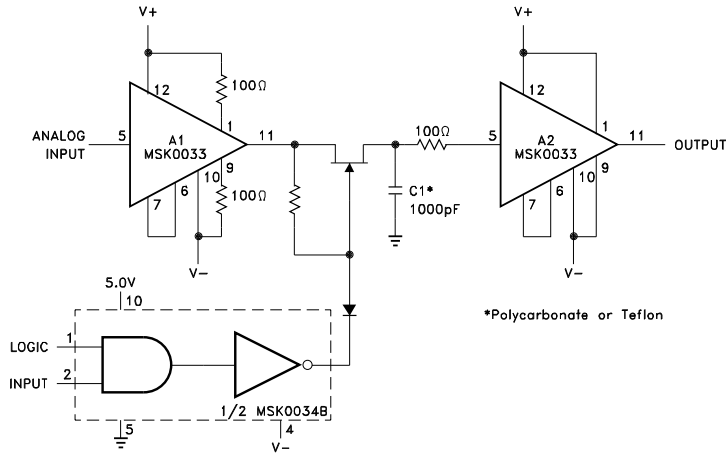 V+
V+
12
100Ω
12
1
1
ANALOG
INPUT
5
A1
MSK0033
11
100Ω
5
A2
MSK0033
11
OUTPUT
10
9
6
7
100Ω
C1*
1000pF
10
9
6
7
V-
V-
5.0V
10
*Polycarbonate or Teflon
LOGIC
1
INPUT
2
1/2 MSK0034B
5
4
V-